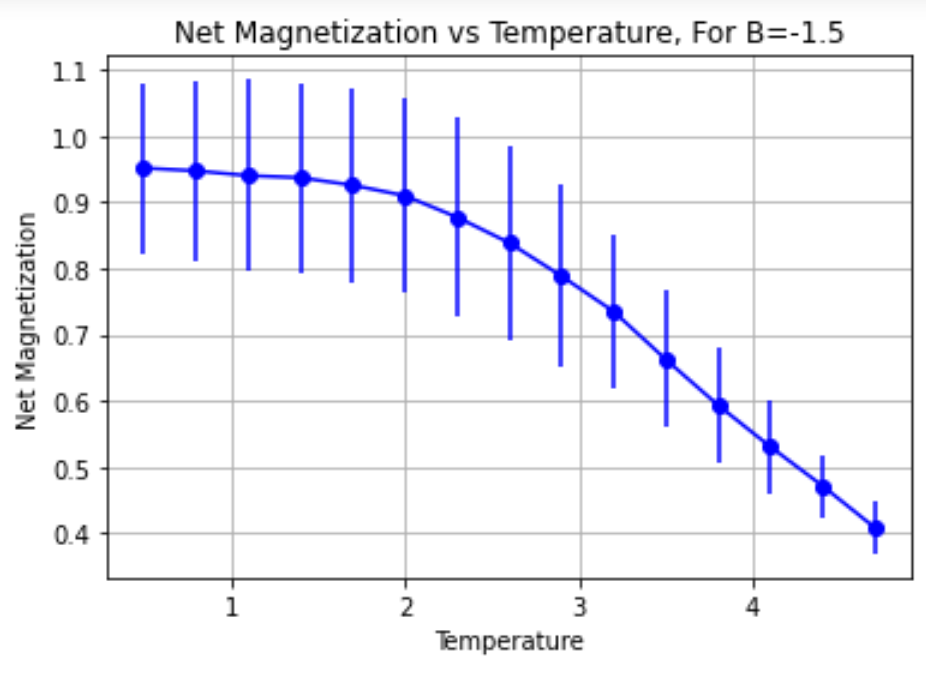 Net Magnetization vs Temperature, For B=-1.5
1.1
1.0
0.9
0.8
0.7
0.6
0.5
0.4
Net Magnetization
1 2 3 4
Temperature